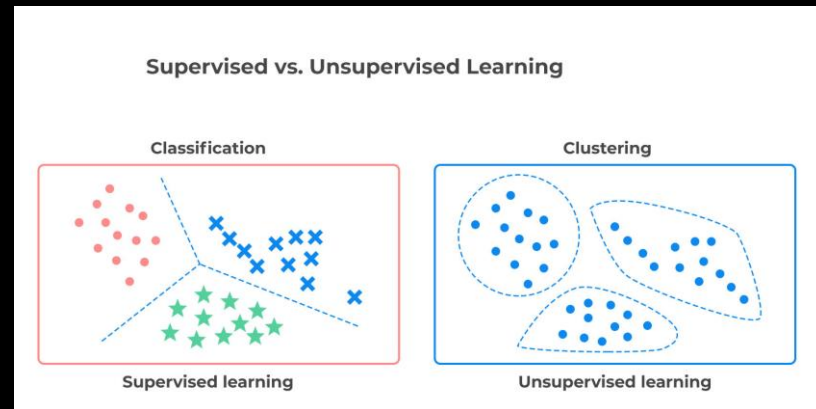 Supervised vs. Unsupervised Learning
Classification
Clustering
Supervised learning
Unsupervised learning